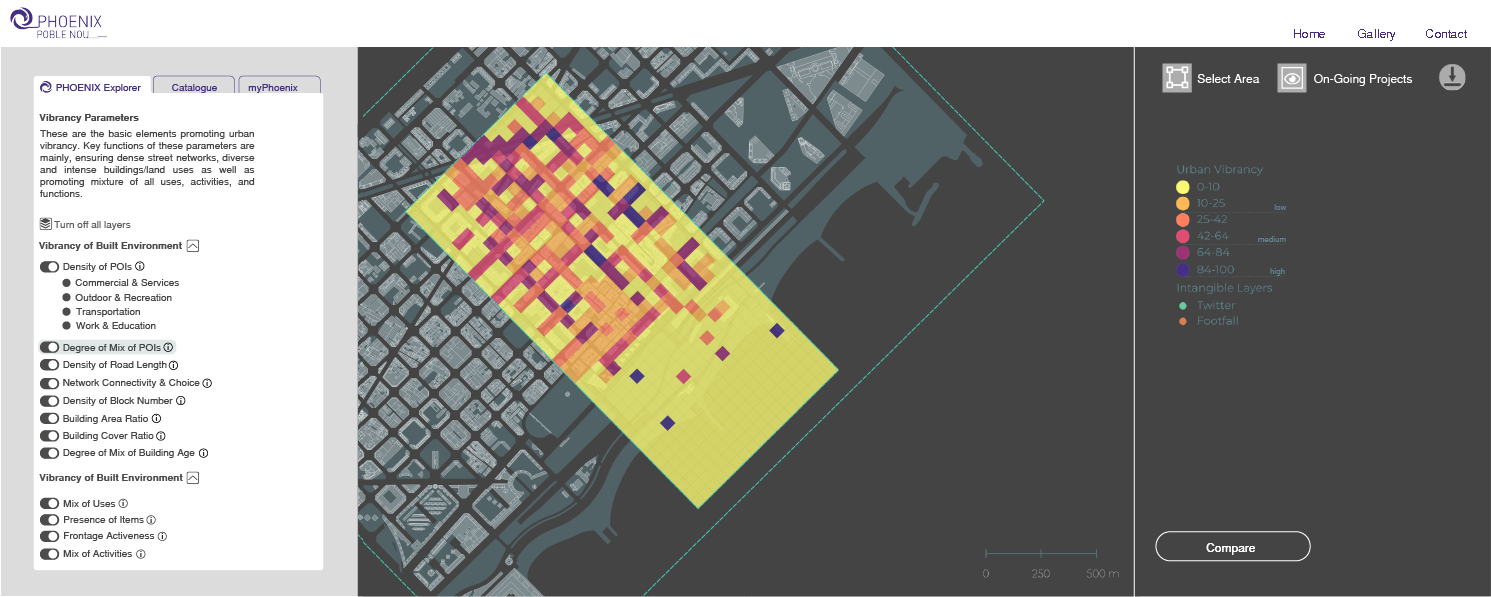 PHOENIX
POBLE NOU
Home Gallery Contact
PHOENIX Explorer Catalogue myPhoenix
Vibrancy Parameters
These are the basic elements promoting urban
vibrancy. Key functions of these parameters are
mainly, ensuring dense street networks, diverse
and intense buildings/land uses as well as
promoting mixture of all uses, activities, and
functions.
Turn off all layers
Vibrancy of Built Environment
Density of POIs
Commercial & Services
Outdoor & Recreation
Transportation
Work & Education
Degree of Mix of POIs
Density of Road Length
Network Connectivity & Choice
Density of Block Number
Building Area Ratio
Building Cover Ratio
Degree of Mix of Building Age
Vibrancy of Built Environment
Mix of Uses
Presence of Items
Frontage Activeness
Mix of Activities
0 250 500 m
Select Area On-Going Projects
Urban Vibrancy
0-10
10-25 low
25-42
42-64 medium
64-84
84-100 high
Intangible Layers
Twitter
Footfall
Compare